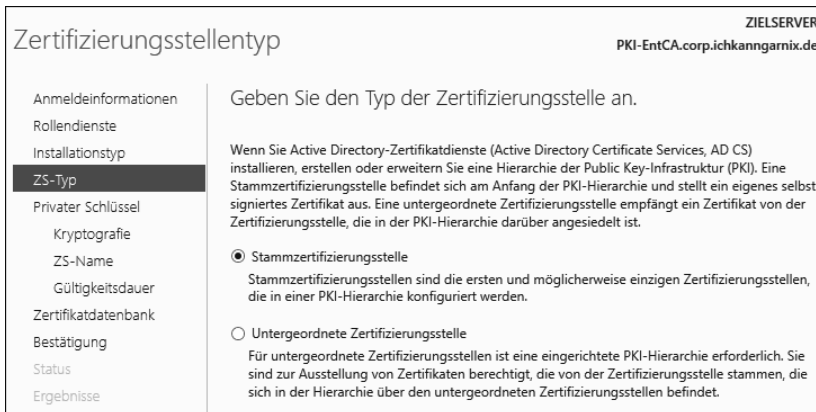 Zertifizierungsstellentyp
ZIELSERVER
PKI-EntCA.corp.ichkanngarnix.de
Anmeldeinformationen
Rollendienste
Installationstyp
ZS-Typ
Privater Schlüssel
Kryptografie
ZS-Name
Gültigkeitsdauer
Zertifikatdatenbank
Bestätigung
Status
Ergebnisse
Geben Sie den Typ der Zertifizierungsstelle an.
Wenn Sie Active Directory-Zertifikatdienste (Active Directory Certificate Services, AD CS)
installieren, erstellen oder erweitern Sie eine Hierarchie der Public Key-Infrastruktur (PKI). Eine
Stammzertifizierungsstelle befindet sich am Anfang der PKI-Hierarchie und stellt ein eigenes selbst
signiertes Zertifikat aus. Eine untergeordnete Zertifizierungsstelle empfängt ein Zertifikat von der
Zertifizierungsstelle, die in der PKI-Hierarchie darüber angesiedelt ist.
Stammzertifizierungsstelle
Stammzertifizierungsstellen sind die ersten und möglicherweise einzigen Zertifizierungsstellen,
die in einer PKI-Hierarchie konfiguriert werden.
Untergeordnete Zertifizierungsstelle
Für untergeordnete Zertifizierungsstellen ist eine eingerichtete PKI-Hierarchie erforderlich. Sie
sind zur Ausstellung von Zertifikaten berechtigt, die von der Zertifizierungsstelle stammen, die
sich in der Hierarchie über den untergeordneten Zertifizierungsstellen befindet.